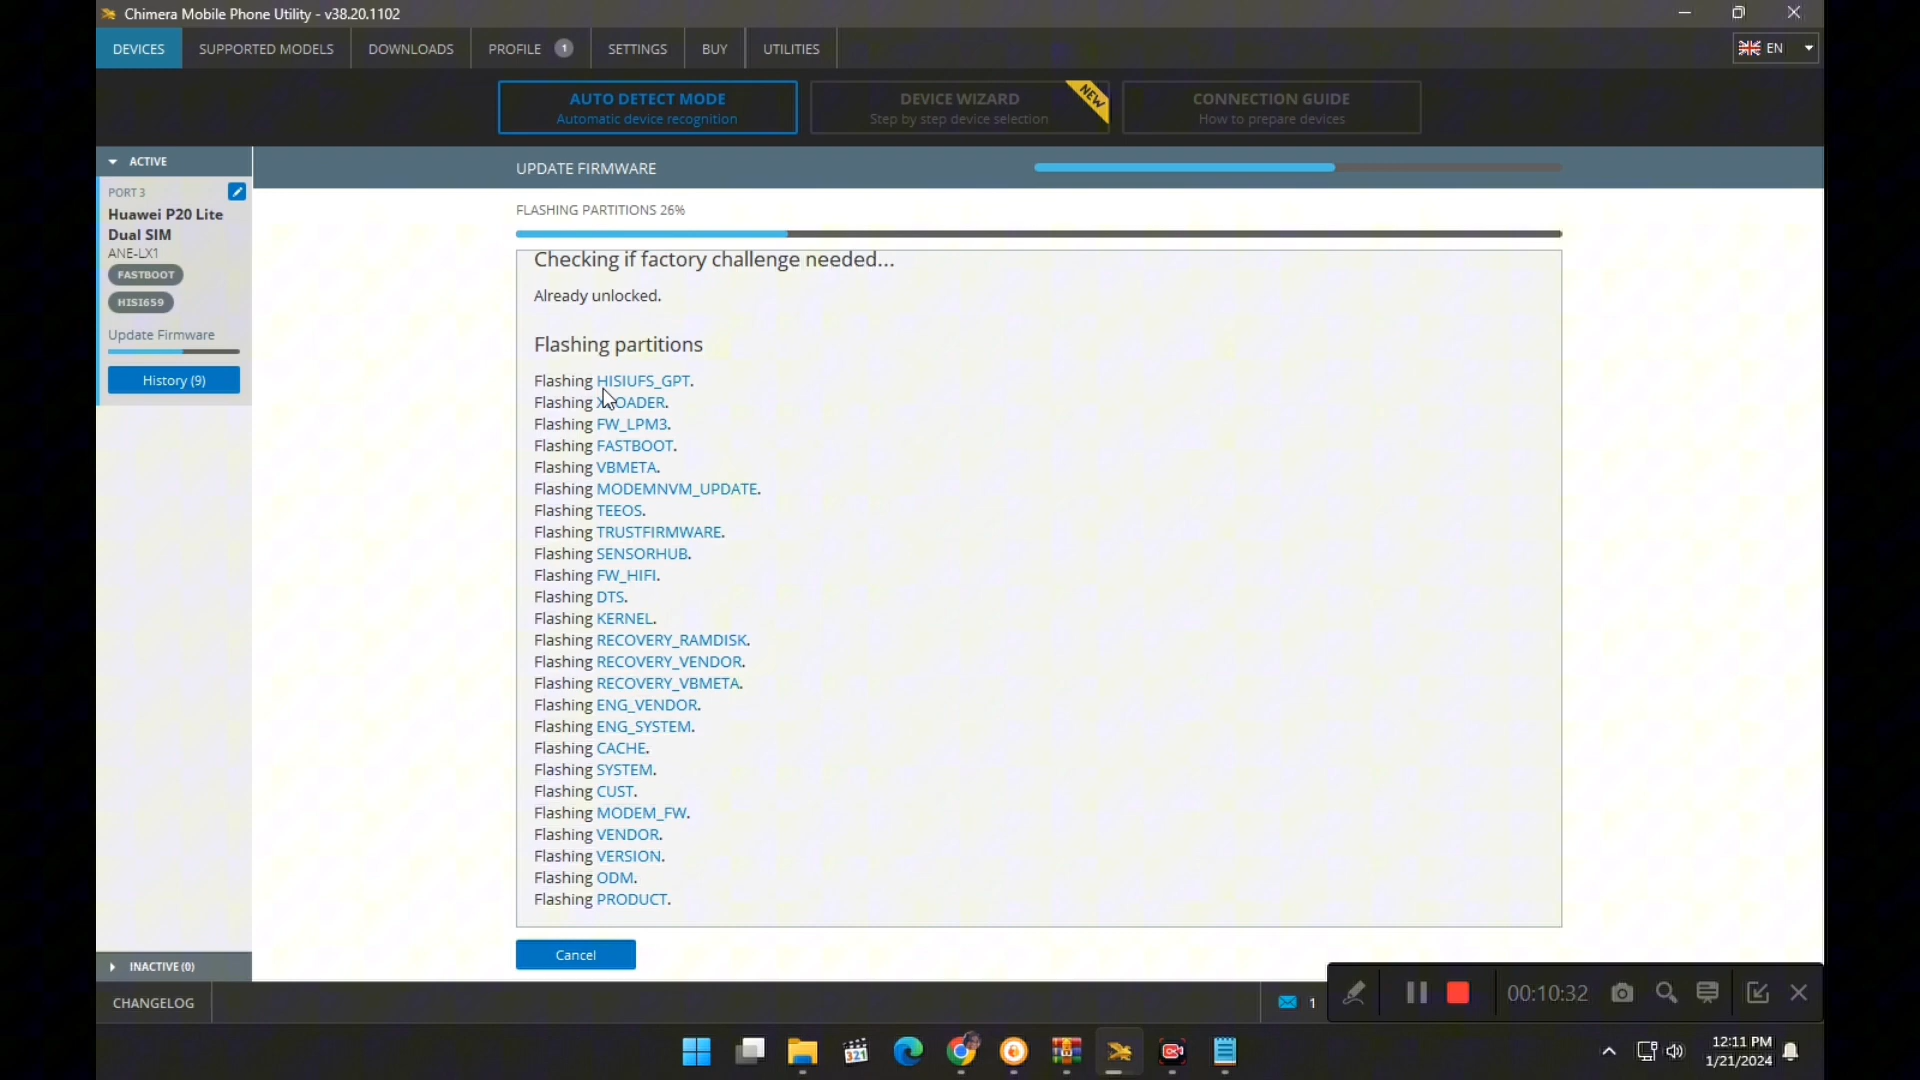 Chimera Mobile Phone Utility - v38.20.1102
DEVICES
SUPPORTED MODELS
DOWNLOADS
PROFILE 1
SETTINGS
BUY
UTILITIES
EN
AUTO DETECT MODE
Automatic device recognition
DEVICE WIZARD
Step by step device selection
NEW
CONNECTION GUIDE
How to prepare devices
ACTIVE
PORT 3
Huawei P20 Lite
Dual SIM
ANE-LX1
FASTBOOT
HISI659
Update Firmware
History (9)
UPDATE FIRMWARE
FLASHING PARTITIONS 26%
Checking if factory challenge needed...
Already unlocked.
Flashing partitions
Flashing HISIUFS_GPT.
Flashing XLOADER.
Flashing FW_LPM3.
Flashing FASTBOOT.
Flashing VBMETA.
Flashing MODEMNVM_UPDATE.
Flashing TEEOS.
Flashing TRUSTFIRMWARE.
Flashing SENSORHUB.
Flashing FW_HIFI.
Flashing DTS.
Flashing KERNEL.
Flashing RECOVERY_RAMDISK.
Flashing RECOVERY_VENDOR.
Flashing RECOVERY_VBMETA.
Flashing ENG_VENDOR.
Flashing ENG_SYSTEM.
Flashing CACHE.
Flashing SYSTEM.
Flashing CUST.
Flashing MODEM_FW.
Flashing VENDOR.
Flashing VERSION.
Flashing ODM.
Flashing PRODUCT.
Cancel
INACTIVE (0)
CHANGELOG
1
00:10:32
321
12:11 PM
1/21/2024